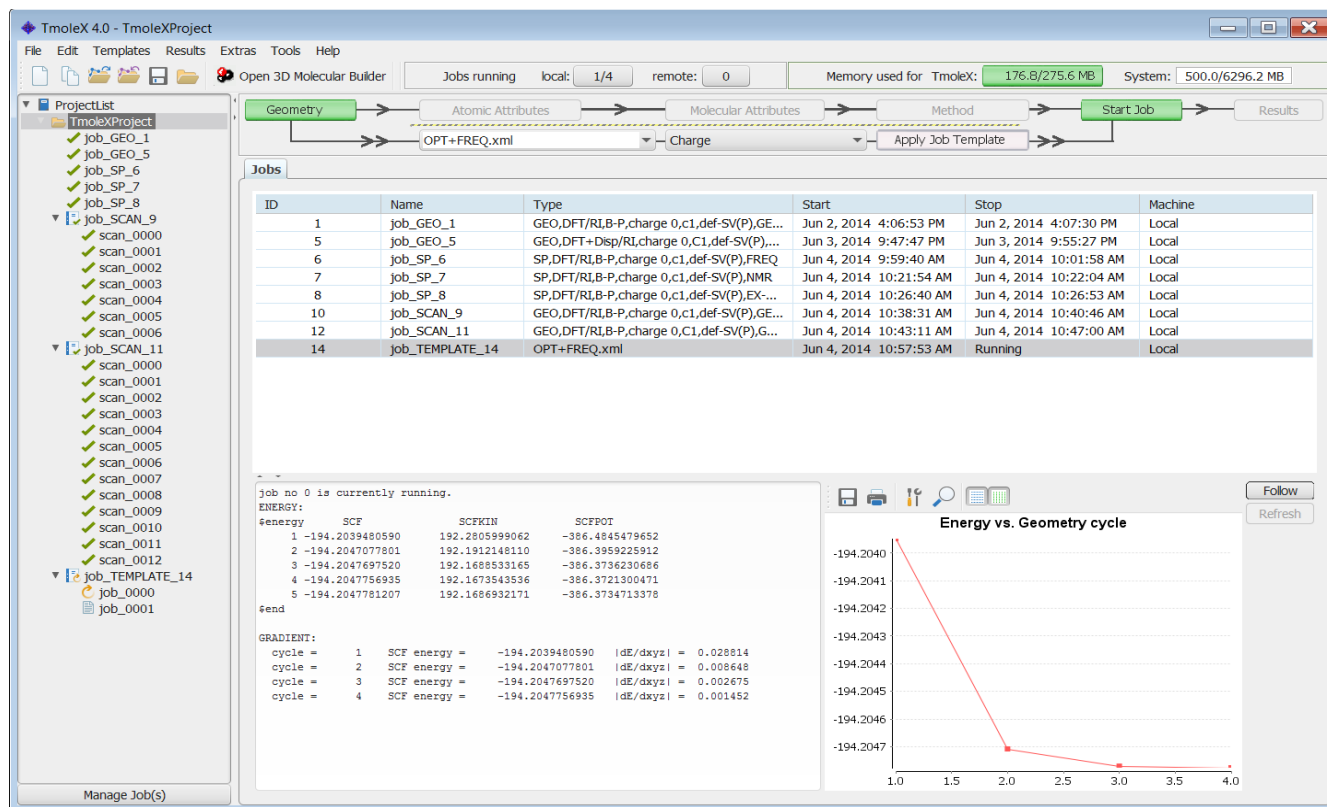 TmoleX 4.0 - TmoleXProject
File Edit Templates Results Extras Tools Help
Open 3D Molecular Builder
Jobs running local: 1/4 remote: 0
Memory used for TmoleX: 176.8/275.6 MB System: 500.0/6296.2 MB
ProjectList
TmoleXProject
job_GEO_1
job_GEO_5
job_SP_6
job_SP_7
job_SP_8
job_SCAN_9
scan_0000
scan_0001
scan_0002
scan_0003
scan_0004
scan_0005
scan_0006
job_SCAN_11
scan_0000
scan_0001
scan_0002
scan_0003
scan_0004
scan_0005
scan_0006
scan_0007
scan_0008
scan_0009
scan_0010
scan_0011
scan_0012
job_TEMPLATE_14
job_0000
job_0001
Manage Job(s)
Geometry Atomic Attributes Molecular Attributes Method Start Job Results
OPT+FREQ.xml Charge Apply Job Template
Jobs
ID Name Type Start Stop Machine
1 job_GEO_1 GEO,DFT/RI,B-P,charge 0,c1,def-SV(P),GE... Jun 2, 2014 4:06:53 PM Jun 2, 2014 4:07:30 PM Local
5 job_GEO_5 GEO,DFT+Disp/RI,charge 0,C1,def-SV(P),... Jun 3, 2014 9:47:47 PM Jun 3, 2014 9:55:27 PM Local
6 job_SP_6 SP,DFT/RI,B-P,charge 0,c1,def-SV(P),FREQ Jun 4, 2014 9:59:40 AM Jun 4, 2014 10:01:58 AM Local
7 job_SP_7 SP,DFT/RI,B-P,charge 0,c1,def-SV(P),NMR Jun 4, 2014 10:21:54 AM Jun 4, 2014 10:22:04 AM Local
8 job_SP_8 SP,DFT/RI,B-P,charge 0,c1,def-SV(P),EX-... Jun 4, 2014 10:26:40 AM Jun 4, 2014 10:26:53 AM Local
10 job_SCAN_9 GEO,DFT/RI,B-P,charge 0,c1,def-SV(P),GE... Jun 4, 2014 10:38:31 AM Jun 4, 2014 10:40:46 AM Local
12 job_SCAN_11 GEO,DFT/RI,B-P,charge 0,C1,def-SV(P),G... Jun 4, 2014 10:43:11 AM Jun 4, 2014 10:47:00 AM Local
14 job_TEMPLATE_14 OPT+FREQ.xml Jun 4, 2014 10:57:53 AM Running Local
job no 0 is currently running.
ENERGY:
$energy SCF SCFKIN SCFPOT
1 -194.2039480590 192.2805999062 -386.4845479652
2 -194.2047077801 192.1912148110 -386.3959225912
3 -194.2047697520 192.1688533165 -386.3736230686
4 -194.2047756935 192.1673543536 -386.3721300471
5 -194.2047781207 192.1686932171 -386.3734713378
$end
GRADIENT:
cycle = 1 SCF energy = -194.2039480590 |dE/dxyz| = 0.028814
cycle = 2 SCF energy = -194.2047077801 |dE/dxyz| = 0.008648
cycle = 3 SCF energy = -194.2047697520 |dE/dxyz| = 0.002675
cycle = 4 SCF energy = -194.2047756935 |dE/dxyz| = 0.001452
Follow
Refresh
Energy vs. Geometry cycle
-194.2040
-194.2041
-194.2042
-194.2043
-194.2044
-194.2045
-194.2046
-194.2047
1.0 1.5 2.0 2.5 3.0 3.5 4.0